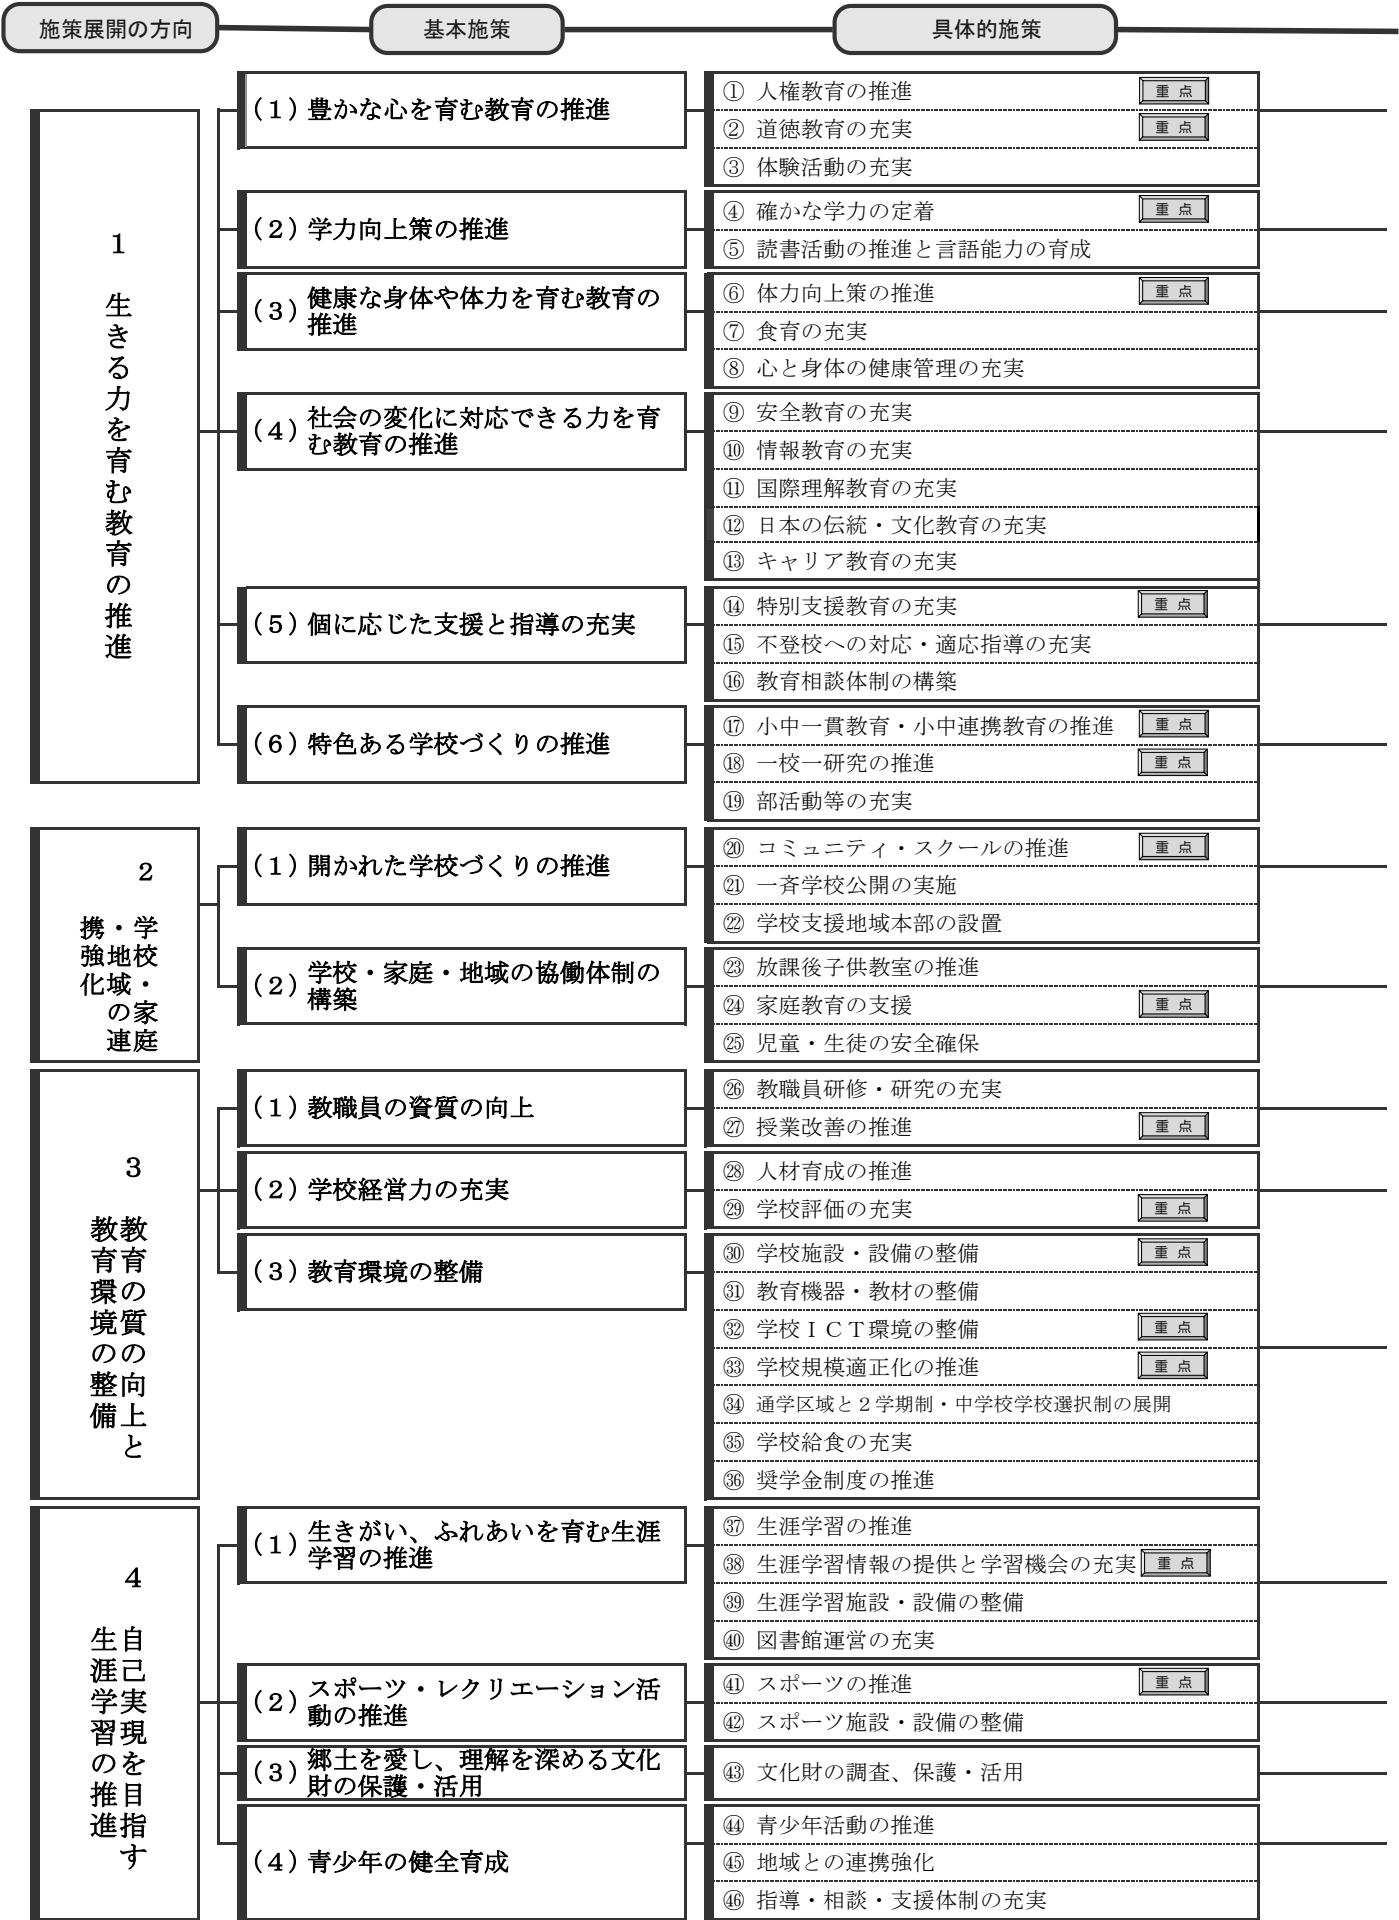 施策展開の方向
基本施策
具体的施策
1 生きる力を育む教育の推進
(1) 豊かな心を育む教育の推進
① 人権教育の推進 重点
② 道徳教育の充実 重点
③ 体験活動の充実
(2) 学力向上策の推進
④ 確かな学力の定着 重点
⑤ 読書活動の推進と言語能力の育成
(3) 健康な身体や体力を育む教育の
推進
⑥ 体力向上策の推進 重点
⑦ 食育の充実
⑧ 心と身体の健康管理の充実
(4) 社会の変化に対応できる力を育
む教育の推進
⑨ 安全教育の充実
⑩ 情報教育の充実
⑪ 国際理解教育の充実
⑫ 日本の伝統・文化教育の充実
⑬ キャリア教育の充実
(5) 個に応じた支援と指導の充実
⑭ 特別支援教育の充実 重点
⑮ 不登校への対応・適応指導の充実
⑯ 教育相談体制の構築
(6) 特色ある学校づくりの推進
⑰ 小中一貫教育・小中連携教育の推進 重点
⑱ 一校一研究の推進 重点
⑲ 部活動等の充実
2
学校・家庭
・地域の連
携強化
(1) 開かれた学校づくりの推進
⑳ コミュニティ・スクールの推進 重点
㉑ 一斉学校公開の実施
㉒ 学校支援地域本部の設置
(2) 学校・家庭・地域の協働体制の
構築
㉓ 放課後子供教室の推進
㉔ 家庭教育の支援 重点
㉕ 児童・生徒の安全確保
3
教育の質の向上と
教育環境の整備
(1) 教職員の資質の向上
㉖ 教職員研修・研究の充実
㉗ 授業改善の推進 重点
(2) 学校経営力の充実
㉘ 人材育成の推進
㉙ 学校評価の充実 重点
(3) 教育環境の整備
㉚ 学校施設・設備の整備 重点
㉛ 教育機器・教材の整備
㉜ 学校ICT環境の整備 重点
㉝ 学校規模適正化の推進 重点
㉞ 通学区域と2学期制・中学校学校選択制の展開
㉟ 学校給食の充実
㊱ 奨学金制度の推進
4
自己実現を目指す
生涯学習の推進
(1) 生きがい、ふれあいを育む生涯
学習の推進
㊲ 生涯学習の推進
㊳ 生涯学習情報の提供と学習機会の充実 重点
㊴ 生涯学習施設・設備の整備
㊵ 図書館運営の充実
(2) スポーツ・レクリエーション活
動の推進
㊶ スポーツの推進 重点
㊷ スポーツ施設・設備の整備
(3) 郷土を愛し、理解を深める文化
財の保護・活用
㊸ 文化財の調査、保護・活用
(4) 青少年の健全育成
㊹ 青少年活動の推進
㊺ 地域との連携強化
㊻ 指導・相談・支援体制の充実